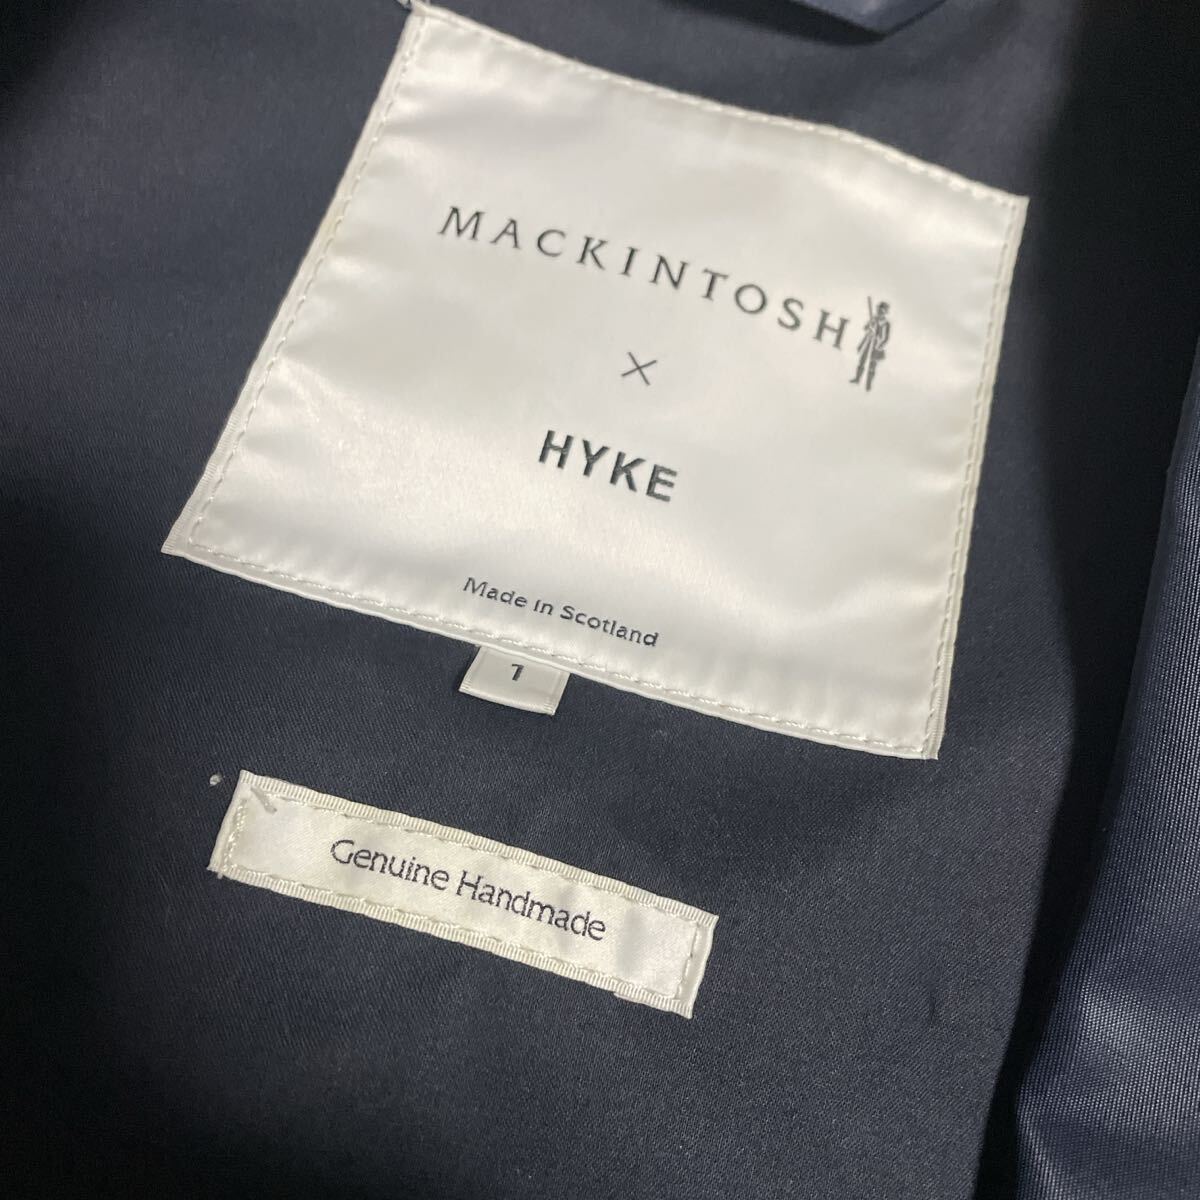 MACKINTOSH
×
HYKE
Made in Scotland
1
Genuine Handmade